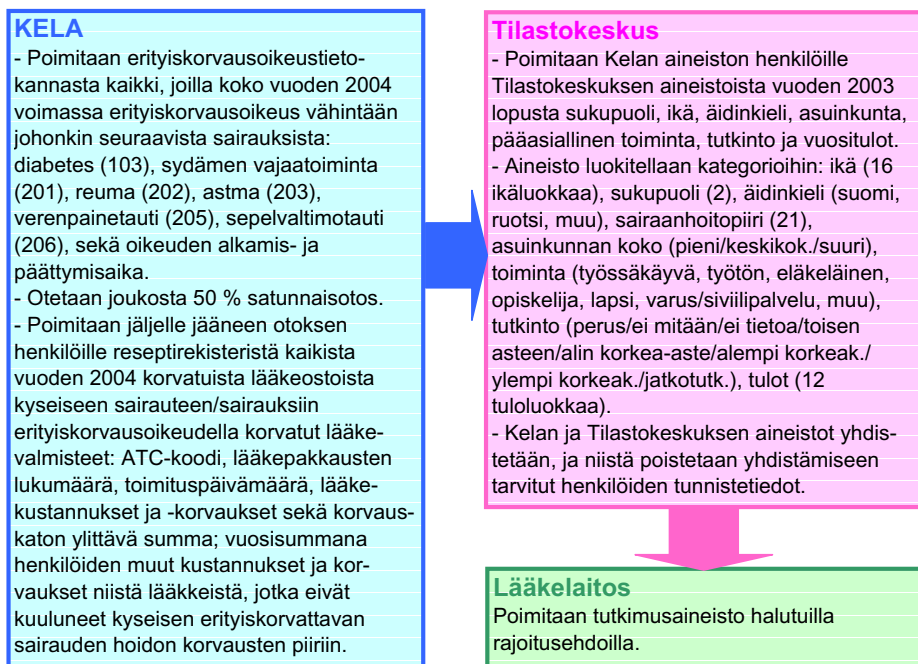 KELA
- Poimitaan erityiskorvausoikeustieto-
kannasta kaikki, joilla koko vuoden 2004
voimassa erityiskorvausoikeus vähintään
johonkin seuraavista sairauksista:
diabetes (103), sydämen vajaatoiminta
(201), reuma (202), astma (203),
verenpainetauti (205), sepelvaltimotauti
(206), sekä oikeuden alkamis- ja
päättymisaika.
- Otetaan joukosta 50 % satunnaisotos.
- Poimitaan jäljelle jääneen otoksen
henkilöille reseptirekisteristä kaikista
vuoden 2004 korvatuista lääkeostoista
kyseiseen sairauteen/sairauksiin
erityiskorvausoikeudella korvatut lääke-
valmisteet: ATC-koodi, lääkepakkausten
lukumäärä, toimituspäivämäärä, lääke-
kustannukset ja -korvaukset sekä korvaus-
katon ylittävä summa; vuosisummana
henkilöiden muut kustannukset ja kor-
vaukset niistä lääkkeistä, jotka eivät
kuuluneet kyseisen erityiskorvattavan
sairauden hoidon korvausten piiriin.
Tilastokeskus
- Poimitaan Kelan aineiston henkilöille
Tilastokeskuksen aineistoista vuoden 2003
lopusta sukupuoli, ikä, äidinkieli, asuinkunta,
pääasiallinen toiminta, tutkinto ja vuositulot.
- Aineisto luokitellaan kategorioihin: ikä (16
ikäluokkaa), sukupuoli (2), äidinkieli (suomi,
ruotsi, muu), sairaanhoitopiiri (21),
asuinkunnan koko (pieni/keskikok./suuri),
toiminta (työssäkäyvä, työtön, eläkeläinen,
opiskelija, lapsi, varus/siviilipalvelu, muu),
tutkinto (perus/ei mitään/ei tietoa/toisen
asteen/alin korkea-aste/alempi korkeak./
ylempi korkeak./jatkotutk.), tulot (12
tuloluokkaa).
- Kelan ja Tilastokeskuksen aineistot yhdis-
tetään, ja niistä poistetaan yhdistämiseen
tarvitut henkilöiden tunnistetiedot.
Lääkelaitos
Poimitaan tutkimusaineisto halutuilla
rajoitusehdoilla.